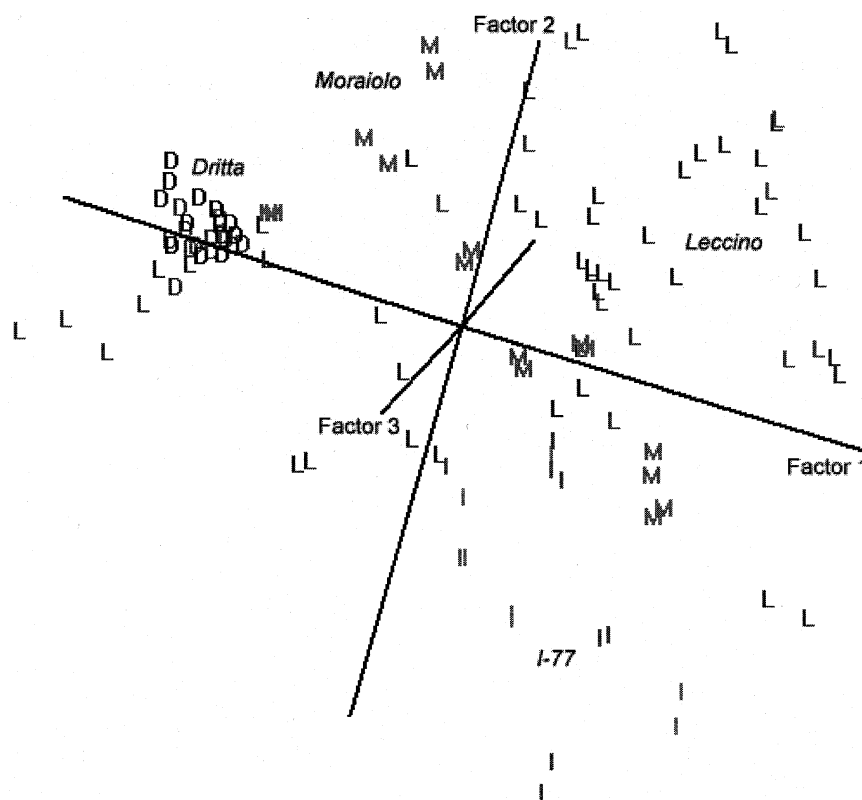 Factor 2
Moraiolo
Dritta
Leccino
Factor 3
Factor 1
I-77